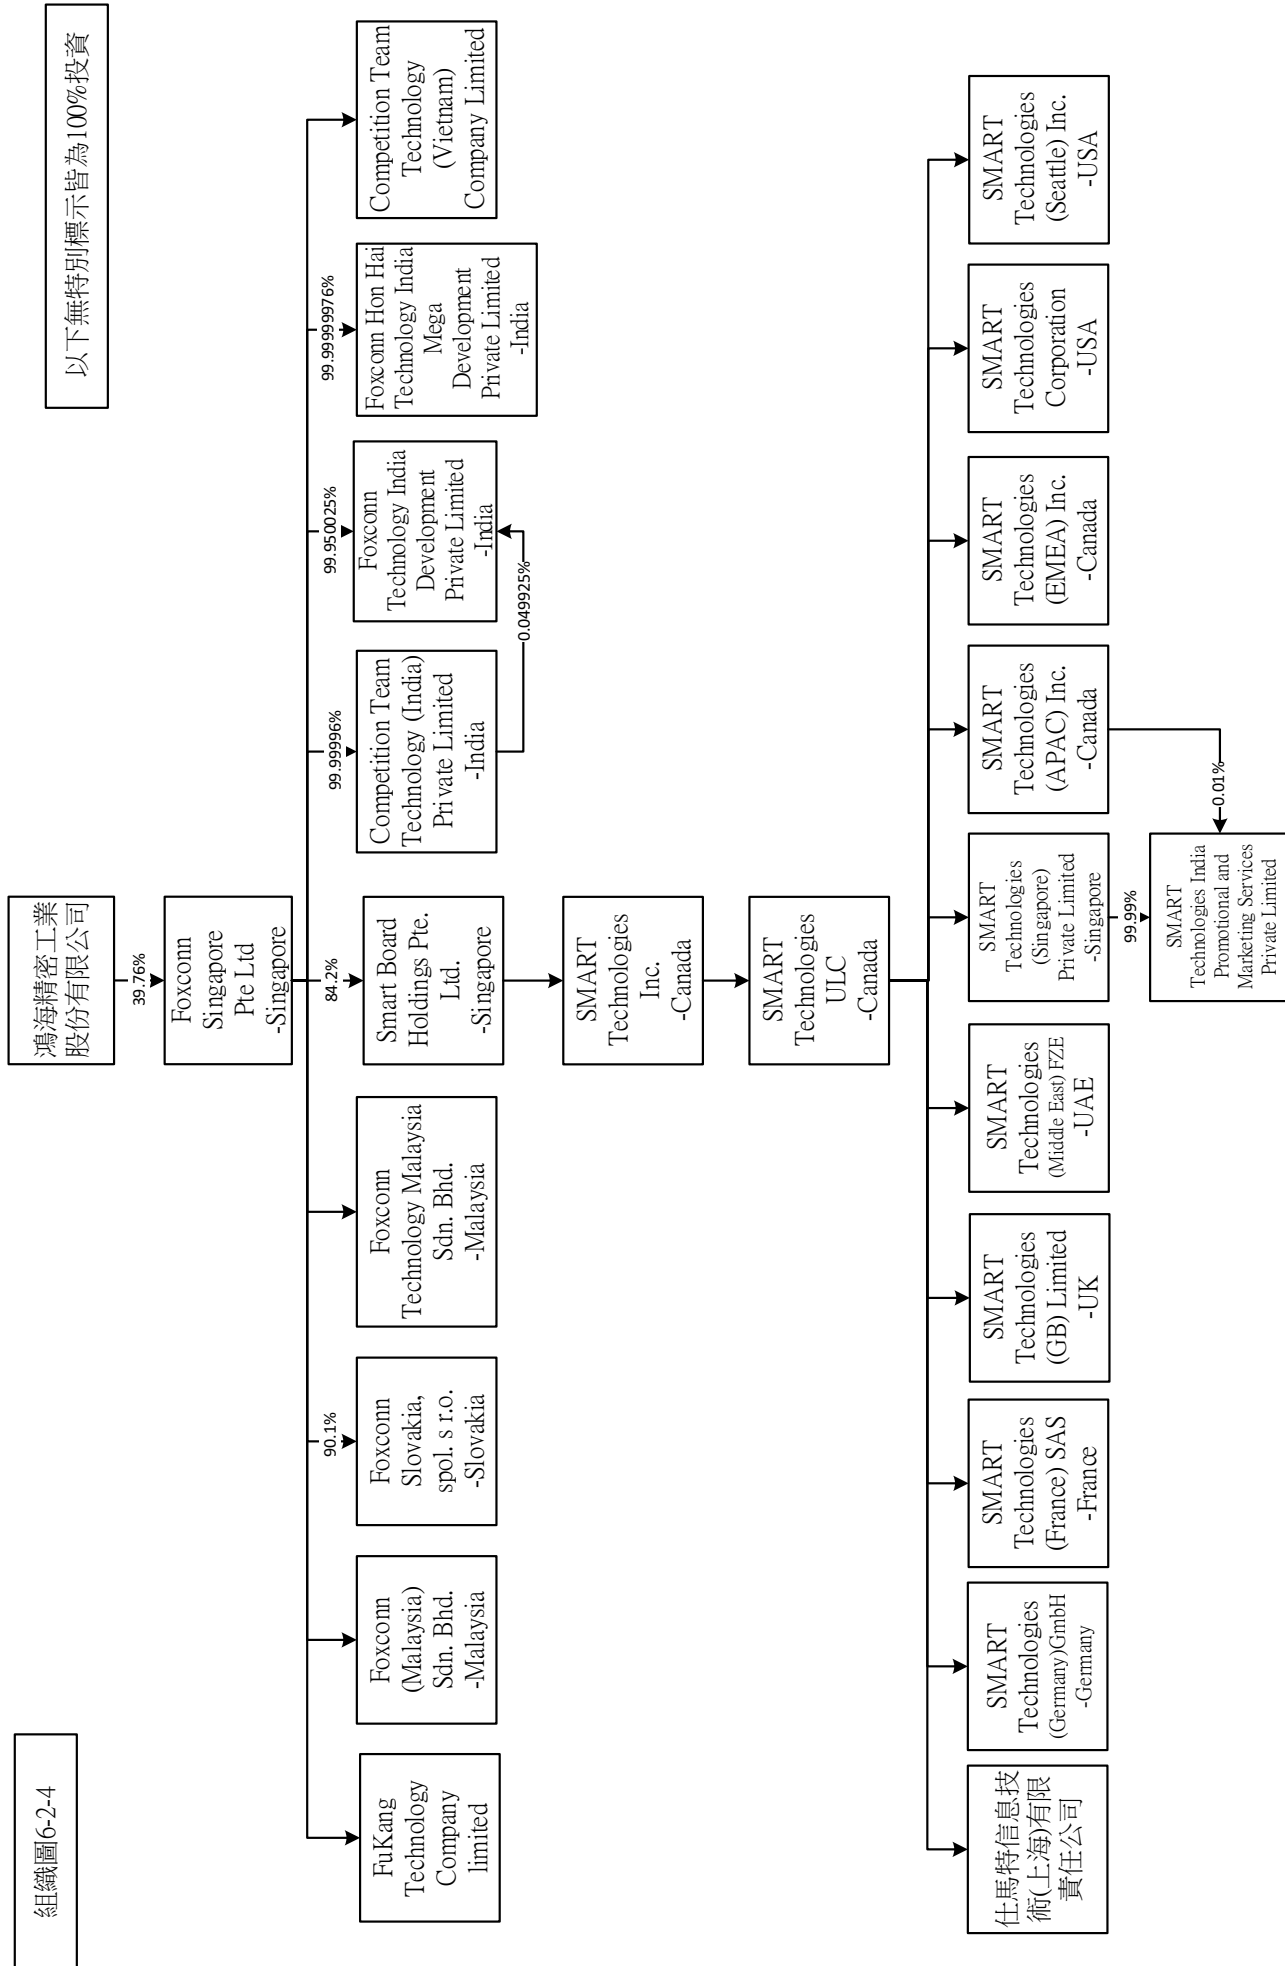 組織圖6-2-4
以下無特別標示皆為100%投資
鴻海精密工業
股份有限公司
39.76%
Foxconn
Singapore
Pte Ltd
-Singapore
90.1%
84.2%
99.99996%
99.950025%
99.99999976%
FuKang
Technology
Company
limited
Foxconn
(Malaysia)
Sdn. Bhd.
-Malaysia
Foxconn
Slovakia,
spol. s r.o.
-Slovakia
Foxconn
Technology Malaysia
Sdn. Bhd.
-Malaysia
Smart Board
Holdings Pte.
Ltd.
-Singapore
Competition Team
Technology (India)
Private Limited
-India
Foxconn
Technology India
Development
Private Limited
-India
Foxconn Hon Hai
Technology India
Mega
Development
Private Limited
-India
Competition Team
Technology
(Vietnam)
Company Limited
0.049925%
SMART
Technologies
Inc.
-Canada
SMART
Technologies
ULC
-Canada
仕馬特信息技
術(上海)有限
責任公司
SMART
Technologies
(Germany)GmbH
-Germany
SMART
Technologies
(France) SAS
-France
SMART
Technologies
(GB) Limited
-UK
SMART
Technologies
(Middle East) FZE
-UAE
SMART
Technologies
(Singapore)
Private Limited
-Singapore
SMART
Technologies
(APAC) Inc.
-Canada
SMART
Technologies
(EMEA) Inc.
-Canada
SMART
Technologies
Corporation
-USA
SMART
Technologies
(Seattle) Inc.
-USA
99.99%
0.01%
SMART
Technologies India
Promotional and
Marketing Services
Private Limited